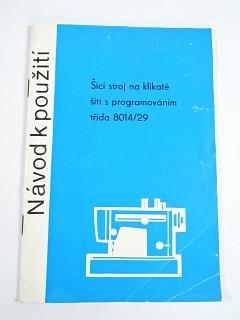 Návod k použití
Šicí stroj na klikaté
šití s programováním
třída 8014/29